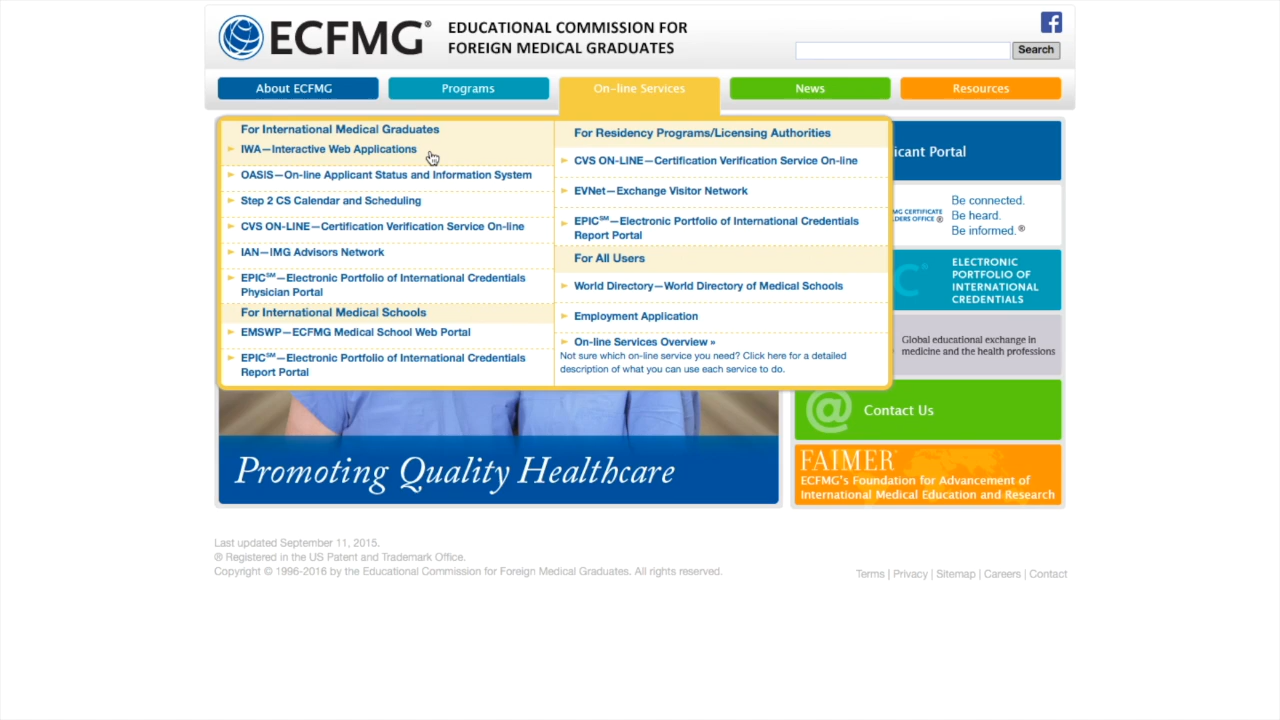 ECFMG®
EDUCATIONAL COMMISSION FOR
FOREIGN MEDICAL GRADUATES
Search
About ECFMG
Programs
On-line Services
News
Resources
For International Medical Graduates
IWA—Interactive Web Applications
OASIS—On-line Applicant Status and Information System
Step 2 CS Calendar and Scheduling
CVS ON-LINE—Certification Verification Service On-line
IAN—IMG Advisors Network
EPIC℠—Electronic Portfolio of International Credentials
Physician Portal
For International Medical Schools
EMSWP—ECFMG Medical School Web Portal
EPIC℠—Electronic Portfolio of International Credentials
Report Portal
For Residency Programs/Licensing Authorities
CVS ON-LINE—Certification Verification Service On-line
EVNet—Exchange Visitor Network
EPIC℠—Electronic Portfolio of International Credentials
Report Portal
For All Users
World Directory—World Directory of Medical Schools
Employment Application
On-line Services Overview »
Not sure which on-line service you need? Click here for a detailed
description of what you can use each service to do.
Portal
MG CERTIFICATE
OFFICE ®
Be connected.
Be heard.
Be informed.®
ELECTRONIC
PORTFOLIO OF
INTERNATIONAL
CREDENTIALS
Global educational exchange in
medicine and the health professions
@
Contact Us
FAIMER®
ECFMG's Foundation for Advancement of
International Medical Education and Research
Promoting Quality Healthcare
Last updated September 11, 2015.
® Registered in the US Patent and Trademark Office.
Copyright © 1996-2016 by the Educational Commission for Foreign Medical Graduates. All rights reserved.
Terms | Privacy | Sitemap | Careers | Contact